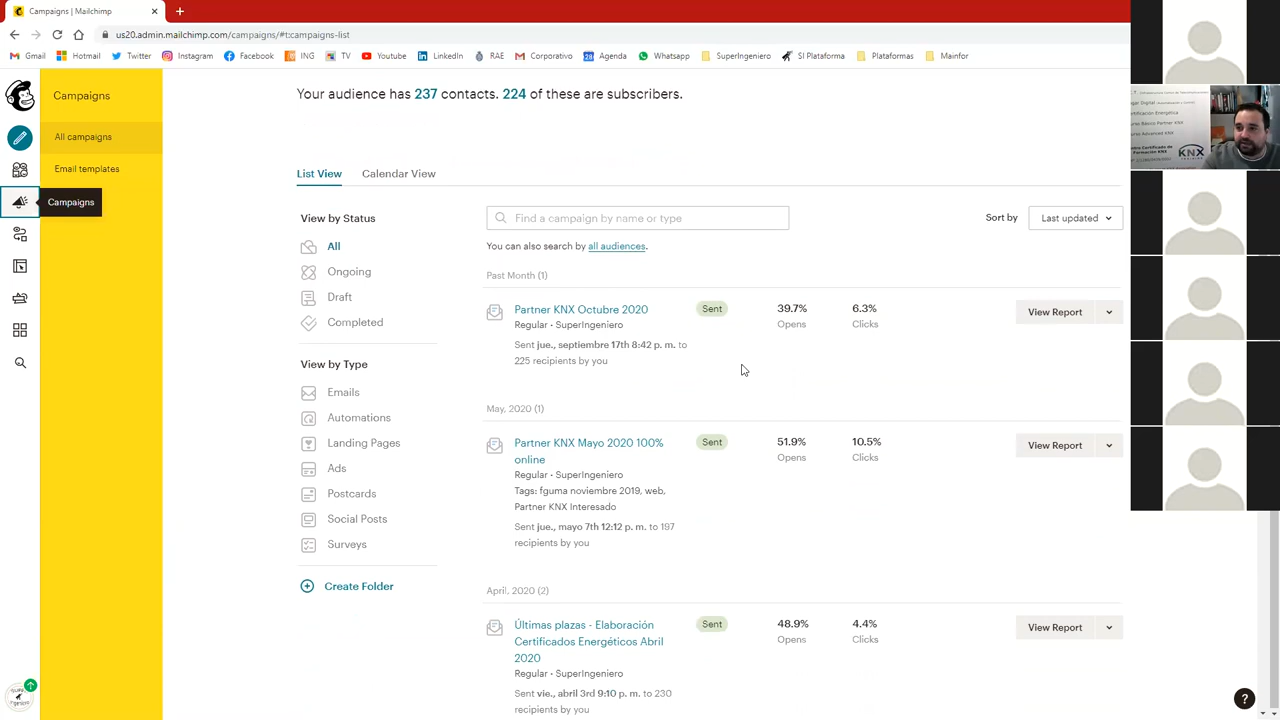 Campaigns | Mailchimp
us20.admin.mailchimp.com/campaigns/#t:campaigns-list
Gmail
Hotmail
Twitter
Instagram
Facebook
ING
TV
Youtube
LinkedIn
RAE
Corporativo
Agenda
Whatsapp
SuperIngeniero
SI Plataforma
Plataformas
Mainfor
Campaigns
All campaigns
Email templates
Campaigns
Your audience has 237 contacts. 224 of these are subscribers.
List View
Calendar View
View by Status
All
Ongoing
Draft
Completed
View by Type
Emails
Automations
Landing Pages
Ads
Postcards
Social Posts
Surveys
Create Folder
Find a campaign by name or type
Sort by
Last updated
You can also search by all audiences.
Past Month (1)
Partner KNX Octubre 2020
Regular · SuperIngeniero
Sent jue., septiembre 17th 8:42 p. m. to
225 recipients by you
Sent
39.7%
Opens
6.3%
Clicks
View Report
May, 2020 (1)
Partner KNX Mayo 2020 100%
online
Regular · SuperIngeniero
Tags: fguma noviembre 2019, web,
Partner KNX Interesado
Sent jue., mayo 7th 12:12 p. m. to 197
recipients by you
Sent
51.9%
Opens
10.5%
Clicks
View Report
April, 2020 (2)
Últimas plazas - Elaboración
Certificados Energéticos Abril
2020
Regular · SuperIngeniero
Sent vie., abril 3rd 9:10 p. m. to 230
recipients by you
Sent
48.9%
Opens
4.4%
Clicks
View Report
Digital
Certificado de
Formación KNX
KNX